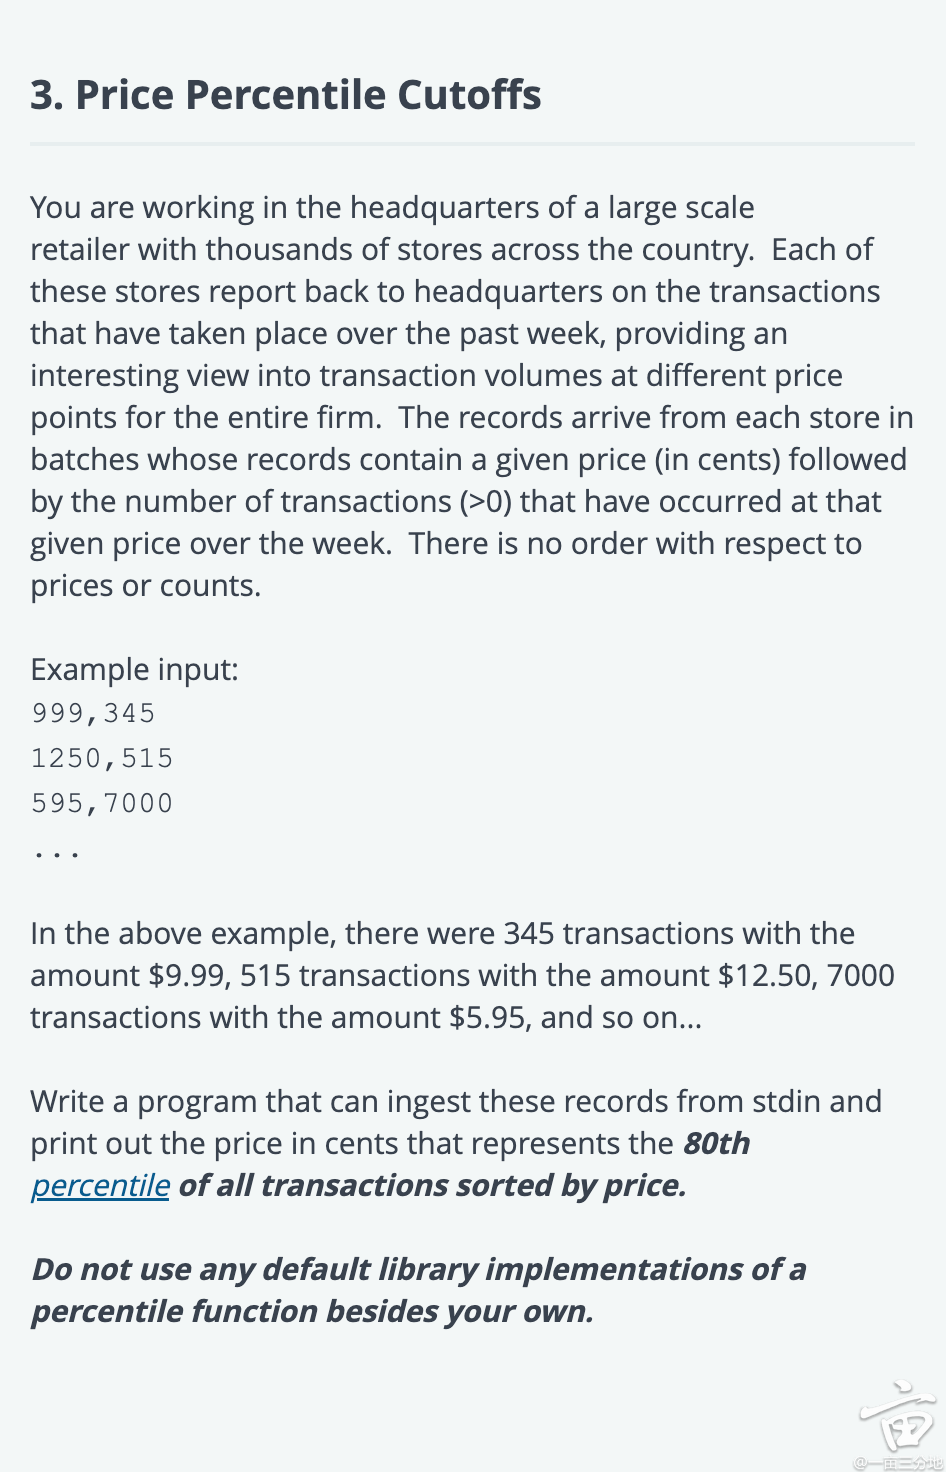 3. Price Percentile Cutoffs
You are working in the headquarters of a large scale
retailer with thousands of stores across the country.  Each of
these stores report back to headquarters on the transactions
that have taken place over the past week, providing an
interesting view into transaction volumes at different price
points for the entire firm.  The records arrive from each store in
batches whose records contain a given price (in cents) followed
by the number of transactions (>0) that have occurred at that
given price over the week.  There is no order with respect to
prices or counts.
Example input:
999,345
1250,515
595,7000
...
In the above example, there were 345 transactions with the
amount $9.99, 515 transactions with the amount $12.50, 7000
transactions with the amount $5.95, and so on...
Write a program that can ingest these records from stdin and
print out the price in cents that represents the 80th
percentile of all transactions sorted by price.
Do not use any default library implementations of a
percentile function besides your own.
@一亩三分地